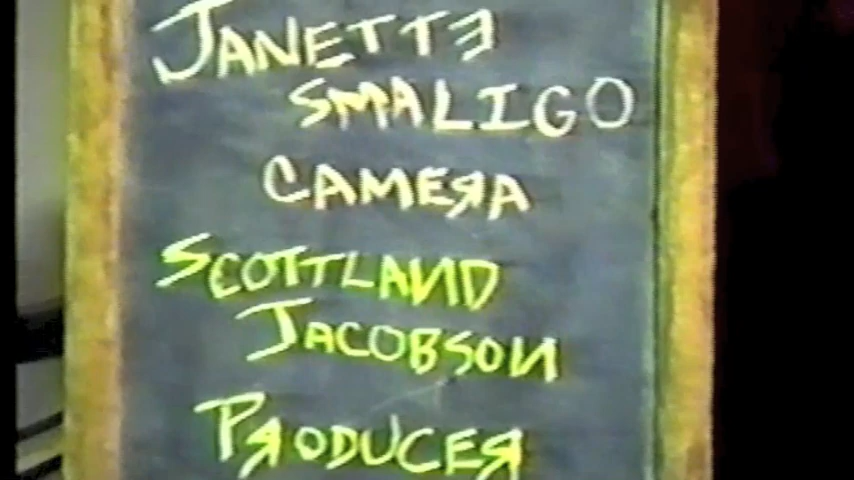 JANETTE
SMALIGO
CAMERA
SCOTTLAND
JACOBSON
PRODUCER